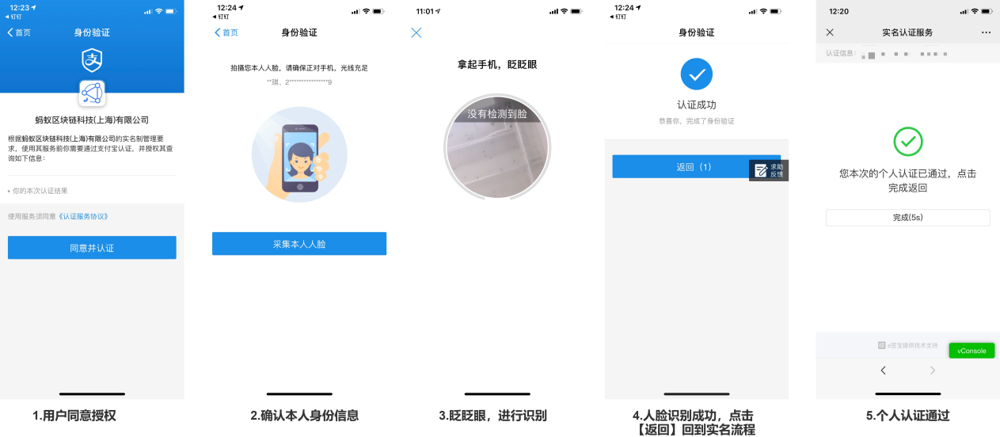 12:23
钉钉
首页
身份验证
蚂蚁区块链科技(上海)有限公司
根据蚂蚁区块链科技(上海)有限公司的实名制管理要
求，使用其服务前你需要通过支付宝认证，并授权其查
询如下信息：
• 你的本次认证结果
使用服务须同意《认证服务协议》
同意并认证
1.用户同意授权
12:24
钉钉
首页
身份验证
拍摄您本人人脸，请确保正对手机，光线充足
**琪，2****************9
采集本人人脸
2.确认本人身份信息
11:01
拿起手机，眨眨眼
没有检测到脸
3.眨眨眼，进行识别
12:24
钉钉
身份验证
认证成功
恭喜你，完成了身份验证
返回（1）
求助
反馈
4.人脸识别成功，点击
【返回】回到实名流程
12:20
实名认证服务
认证信息：
您本次的个人认证已通过，点击
完成返回
完成(5s)
e签宝提供技术支持
vConsole
5.个人认证通过